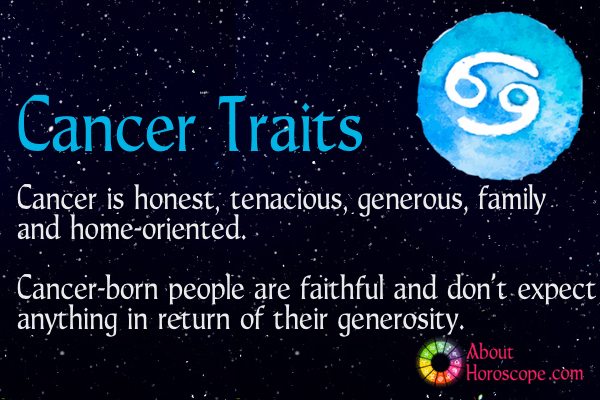 Cancer Traits
Cancer is honest, tenacious, generous, family
and home-oriented.
Cancer-born people are faithful and don't expect
anything in return of their generosity.
About
Horoscope.com